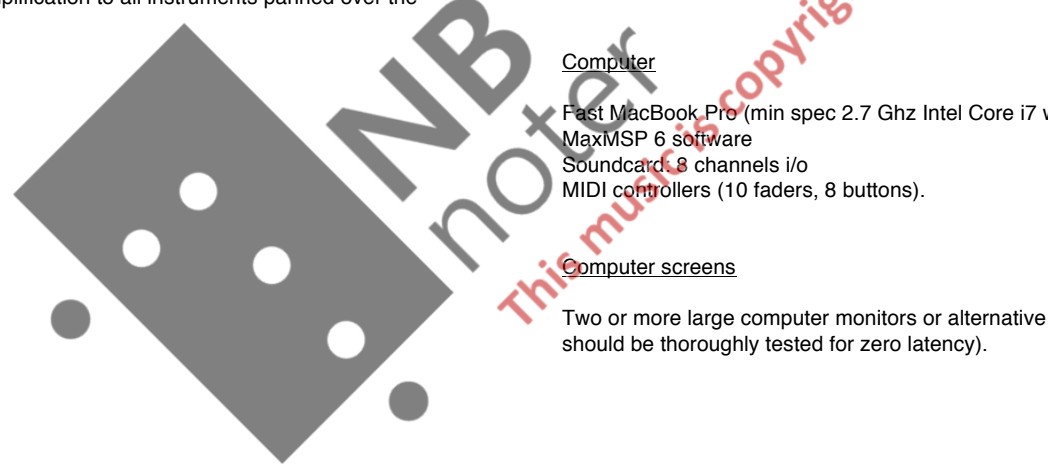 plification to all instruments panned over the
Computer
Fast MacBook Pro (min spec 2.7 Ghz Intel Core i7 w
MaxMSP 6 software
Soundcard: 8 channels i/o
MIDI controllers (10 faders, 8 buttons).
Computer screens
Two or more large computer monitors or alternative
should be thoroughly tested for zero latency).
NB
noter
This music is copyrig